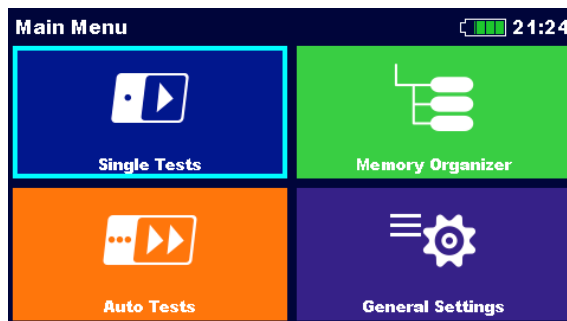 Main Menu 21:24
Single Tests
Memory Organizer
Auto Tests
General Settings